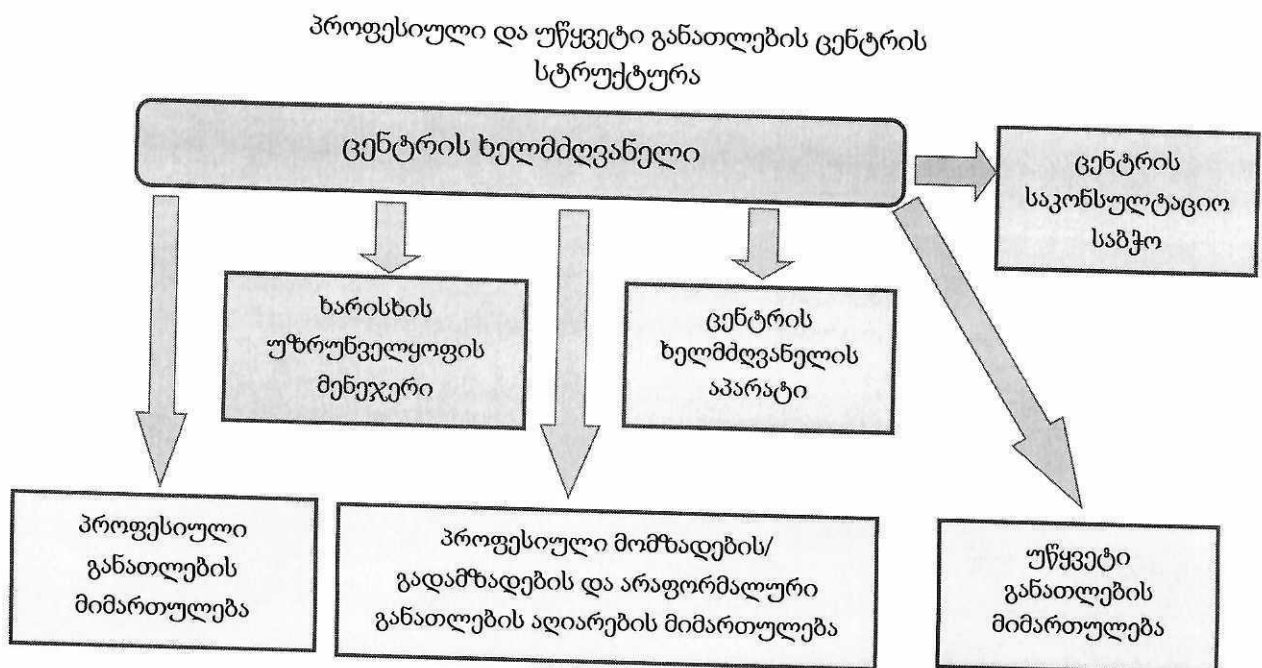 პროფესიული და უწყვეტი განათლების ცენტრის
სტრუქტურა
ცენტრის ხელმძღვანელი
ცენტრის
საკონსულტაციო
საბჭო
ხარისხის
უზრუნველყოფის
მენეჯერი
ცენტრის
ხელმძღვანელის
აპარატი
პროფესიული
განათლების
მიმართულება
პროფესიული მომზადების/
გადამზადების და არაფორმალური
განათლების აღიარების მიმართულება
უწყვეტი
განათლების
მიმართულება